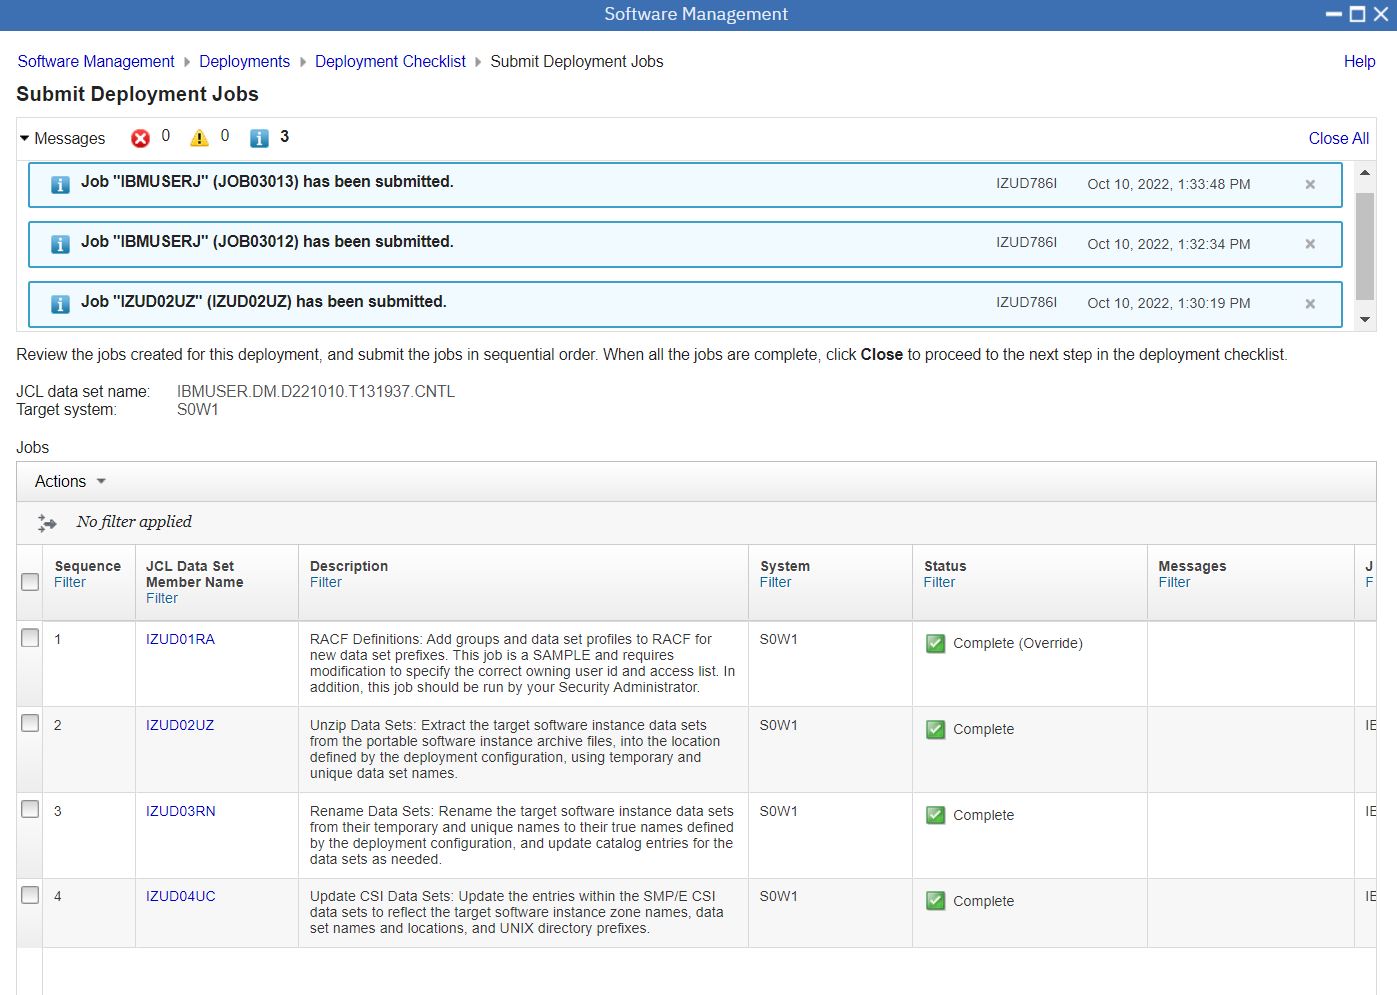 Software Management
Software Management Deployments Deployment Checklist Submit Deployment Jobs Help
Submit Deployment Jobs
Messages 0 0 3 Close All
Job "IBMUSERJ" (JOB03013) has been submitted. IZUD786I Oct 10, 2022, 1:33:48 PM
Job "IBMUSERJ" (JOB03012) has been submitted. IZUD786I Oct 10, 2022, 1:32:34 PM
Job "IZUD02UZ" (IZUD02UZ) has been submitted. IZUD786I Oct 10, 2022, 1:30:19 PM
Review the jobs created for this deployment, and submit the jobs in sequential order. When all the jobs are complete, click Close to proceed to the next step in the deployment checklist.
JCL data set name: IBMUSER.DM.D221010.T131937.CNTL
Target system: S0W1
Jobs
Actions
No filter applied
Sequence
Filter
JCL Data Set
Member Name
Filter
Description
Filter
System
Filter
Status
Filter
Messages
Filter
J
F
1
IZUD01RA
RACF Definitions: Add groups and data set profiles to RACF for
new data set prefixes. This job is a SAMPLE and requires
modification to specify the correct owning user id and access list. In
addition, this job should be run by your Security Administrator.
S0W1
Complete (Override)
2
IZUD02UZ
Unzip Data Sets: Extract the target software instance data sets
from the portable software instance archive files, into the location
defined by the deployment configuration, using temporary and
unique data set names.
S0W1
Complete
3
IZUD03RN
Rename Data Sets: Rename the target software instance data sets
from their temporary and unique names to their true names defined
by the deployment configuration, and update catalog entries for the
data sets as needed.
S0W1
Complete
4
IZUD04UC
Update CSI Data Sets: Update the entries within the SMP/E CSI
data sets to reflect the target software instance zone names, data
set names and locations, and UNIX directory prefixes.
S0W1
Complete